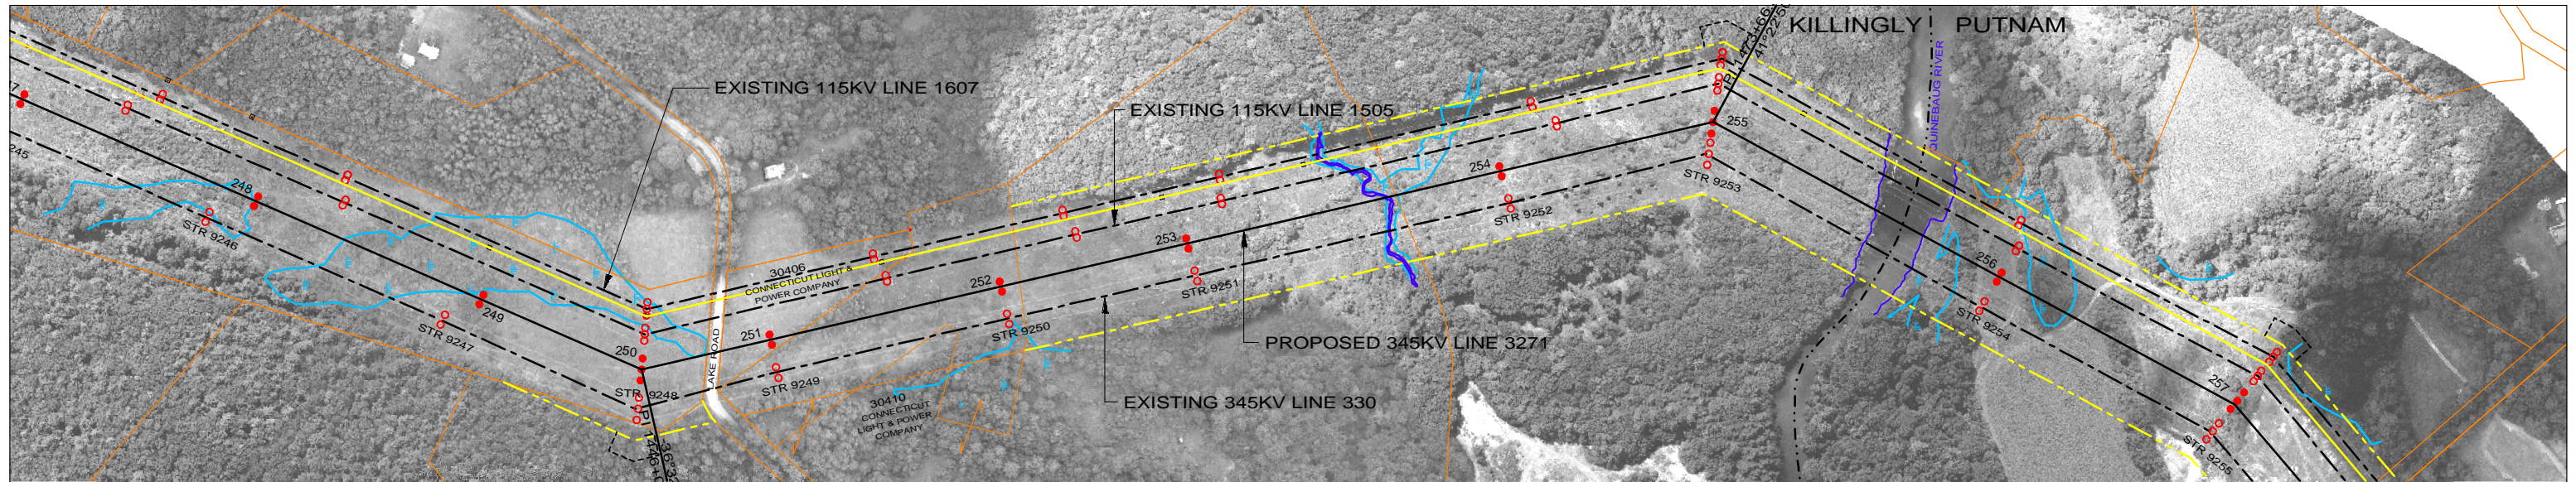 KILLINGLY PUTNAM
QUINEBAUG RIVER
EXISTING 115KV LINE 1607
EXISTING 115KV LINE 1505
245
248
STR 9246
249
STR 9247
250
STR 9248
LAKE ROAD
251
STR 9249
30406
CONNECTICUT LIGHT &
POWER COMPANY
30410
CONNECTICUT
LIGHT & POWER
COMPANY
252
STR 9250
253
STR 9251
254
STR 9252
255
STR 9253
PROPOSED 345KV LINE 3271
EXISTING 345KV LINE 330
256
STR 9254
257
STR 9255